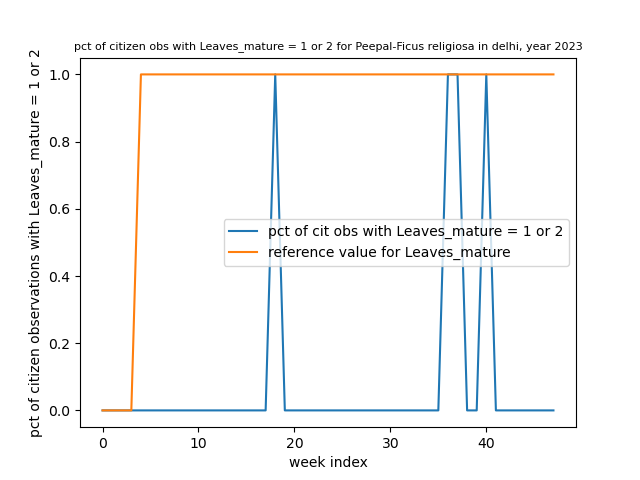 pct of citizen obs with Leaves_mature = 1 or 2 for Peepal-Ficus religiosa in delhi, year 2023
pct of citizen observations with Leaves_mature = 1 or 2
1.0
0.8
0.6
0.4
0.2
0.0
pct of cit obs with Leaves_mature = 1 or 2
reference value for Leaves_mature
0 10 20 30 40
week index